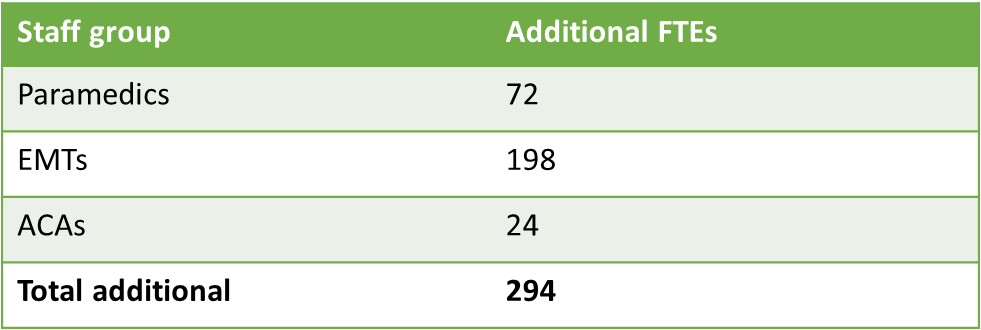 Staff group Additional FTEs
Paramedics 72
EMTs 198
ACAs 24
Total additional 294